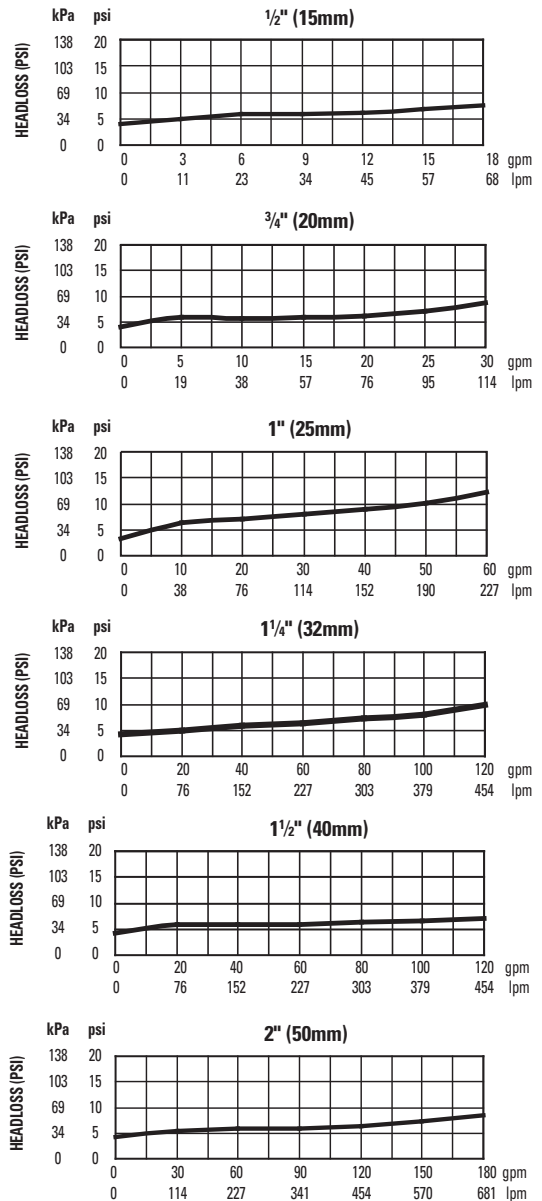 kPa psi ½" (15mm)
HEADLOSS (PSI)
138 20
103 15
69 10
34 5
0 0
0 3 6 9 12 15 18 gpm
0 11 23 34 45 57 68 lpm
kPa psi ¾" (20mm)
HEADLOSS (PSI)
138 20
103 15
69 10
34 5
0 0
0 5 10 15 20 25 30 gpm
0 19 38 57 76 95 114 lpm
kPa psi 1" (25mm)
HEADLOSS (PSI)
138 20
103 15
69 10
34 5
0 0
0 10 20 30 40 50 60 gpm
0 38 76 114 152 190 227 lpm
kPa psi 1¼" (32mm)
HEADLOSS (PSI)
138 20
103 15
69 10
34 5
0 0
0 20 40 60 80 100 120 gpm
0 76 152 227 303 379 454 lpm
kPa psi 1½" (40mm)
HEADLOSS (PSI)
138 20
103 15
69 10
34 5
0 0
0 20 40 60 80 100 120 gpm
0 76 152 227 303 379 454 lpm
kPa psi 2" (50mm)
HEADLOSS (PSI)
138 20
103 15
69 10
34 5
0 0
0 30 60 90 120 150 180 gpm
0 114 227 341 454 570 681 lpm